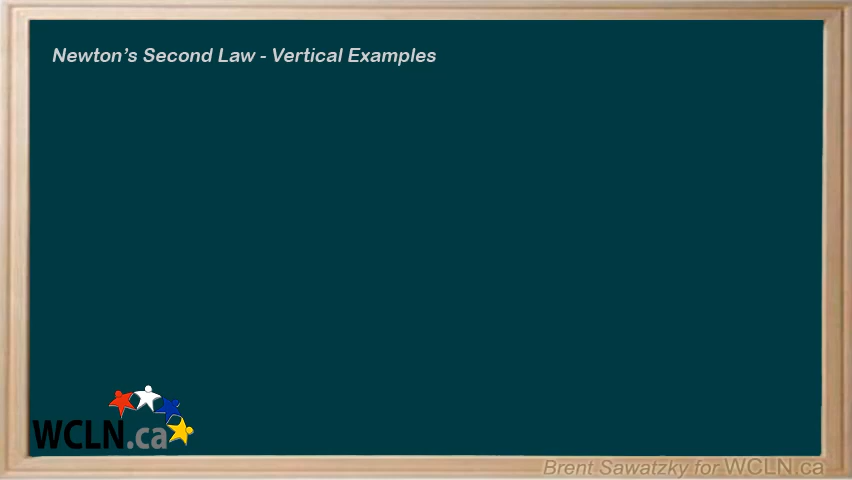 Newton's Second Law - Vertical Examples
WCLN.ca
Brent Sawatzky for WCLN.ca